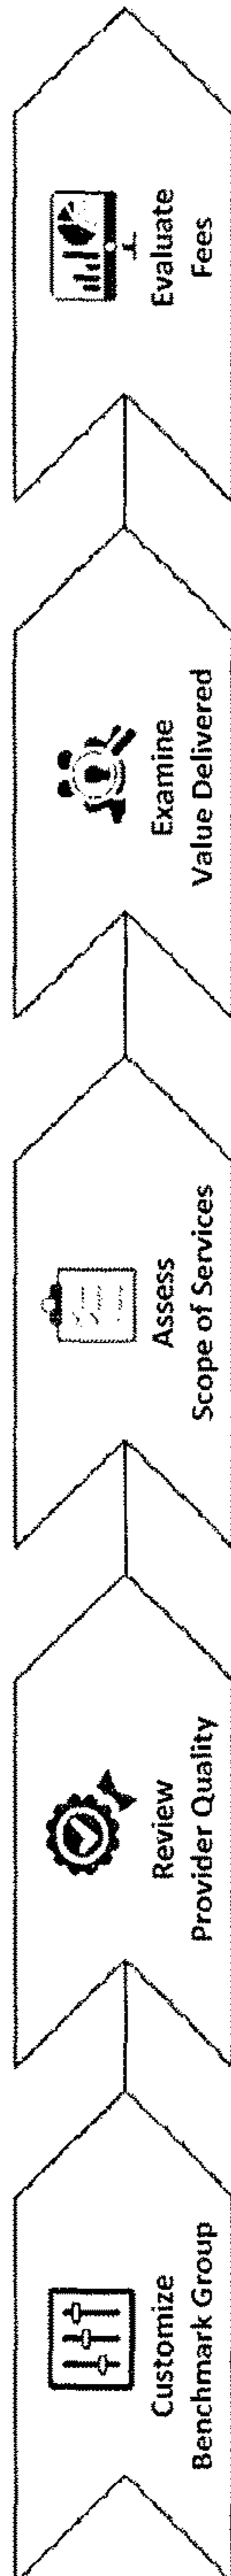 Customize
Benchmark Group
Review
Provider Quality
Assess
Scope of Services
Examine
Value Delivered
Evaluate
Fees